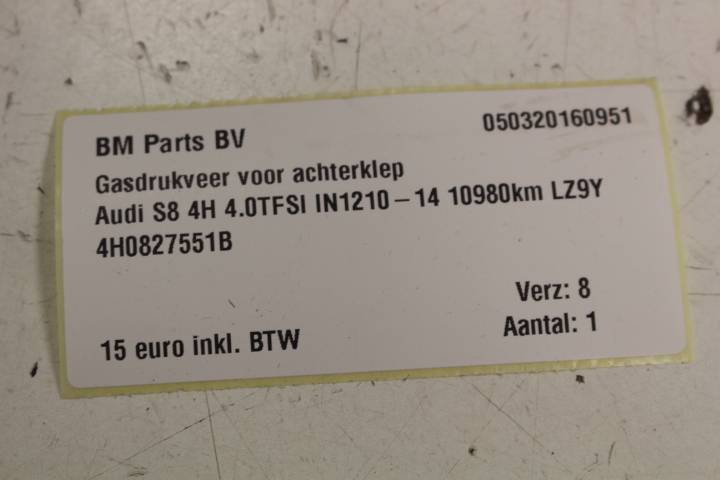 BM Parts BV 050320160951
Gasdrukveer voor achterklep
Audi S8 4H 4.0TFSI IN1210-14 10980km LZ9Y
4H0827551B
Verz: 8
15 euro inkl. BTW Aantal: 1